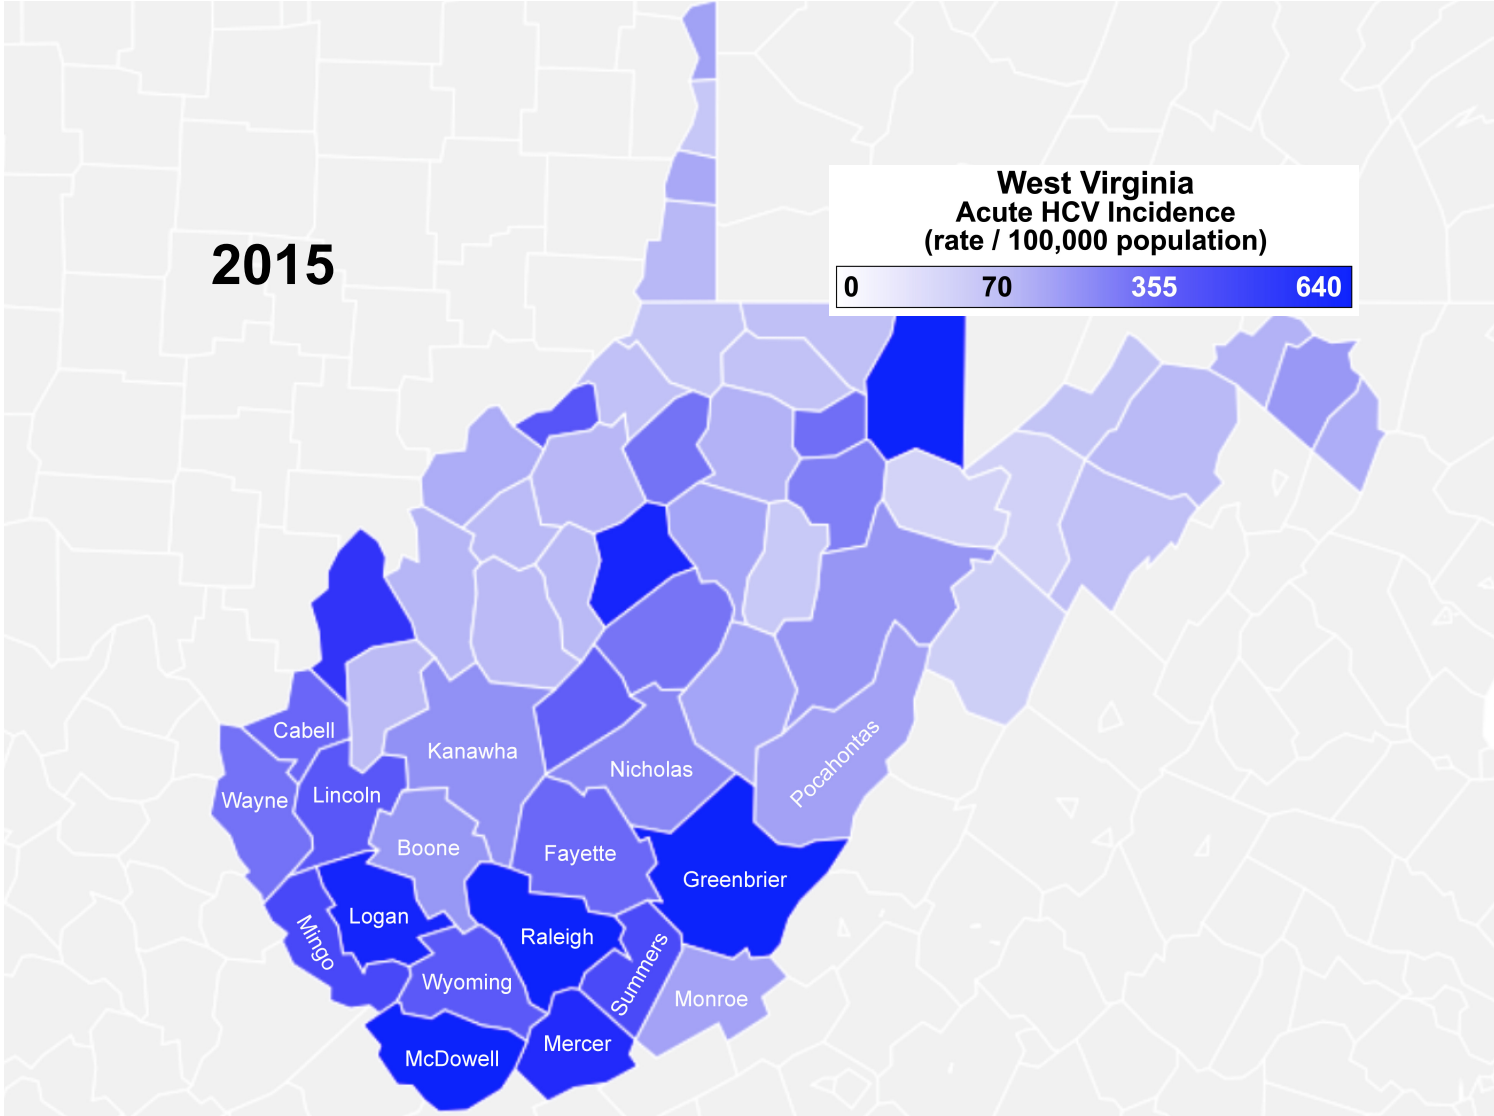 West Virginia
Acute HCV Incidence
(rate / 100,000 population)
0 70 355 640
2015
Cabell
Kanawha
Pocahontas
Nicholas
Wayne
Lincoln
Boone
Fayette
Greenbrier
Logan
Raleigh
Mingo
Summers
Wyoming
Monroe
Mercer
McDowell